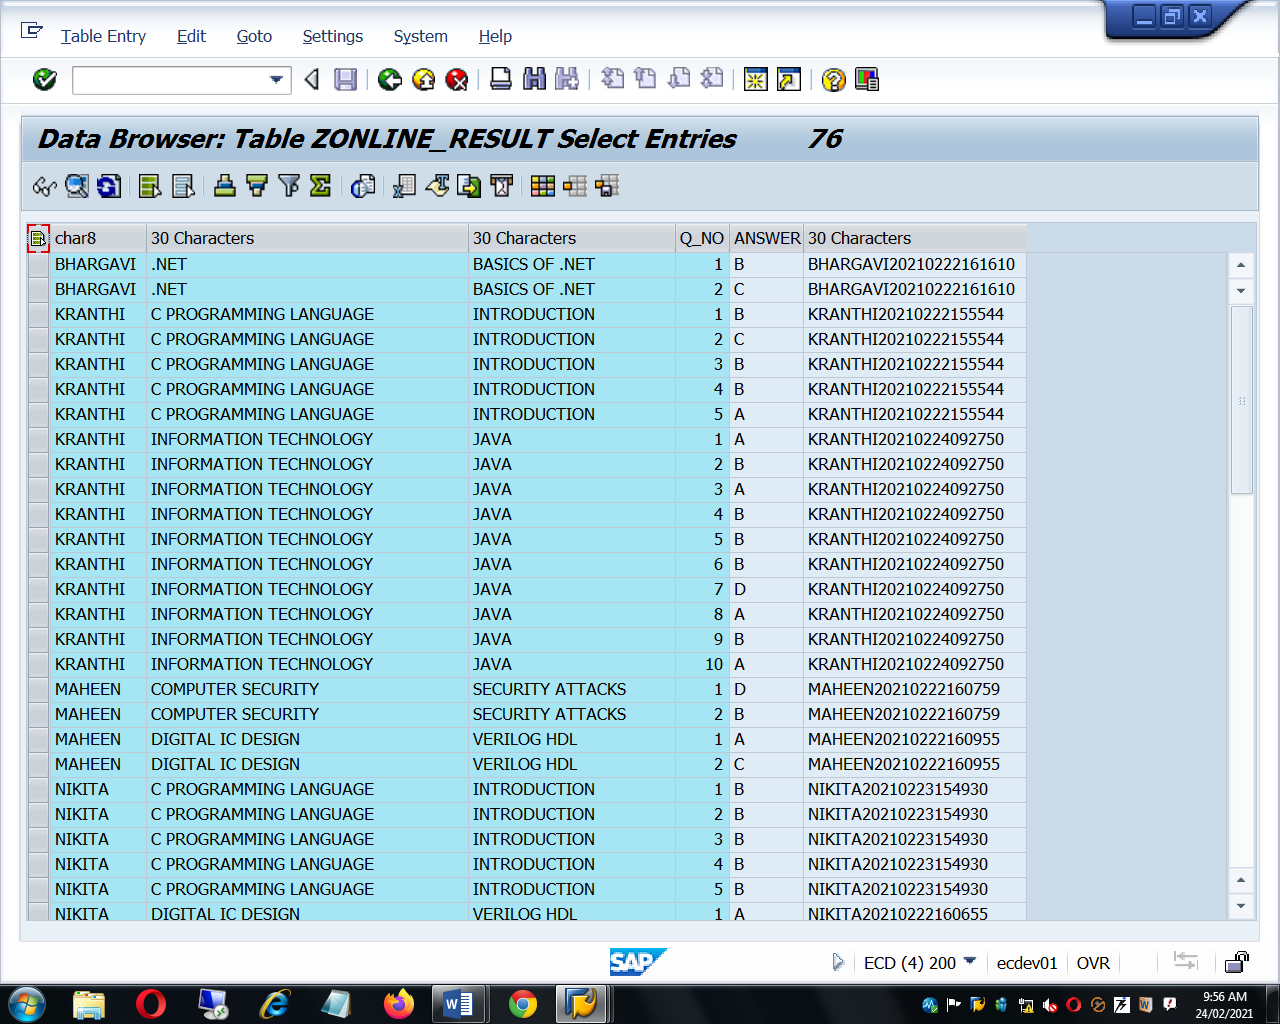 Table Entry Edit Goto Settings System Help
Data Browser: Table ZONLINE_RESULT Select Entries 76
char8 30 Characters 30 Characters Q_NO ANSWER 30 Characters
BHARGAVI .NET BASICS OF .NET 1 B BHARGAVI20210222161610
BHARGAVI .NET BASICS OF .NET 2 C BHARGAVI20210222161610
KRANTHI C PROGRAMMING LANGUAGE INTRODUCTION 1 B KRANTHI20210222155544
KRANTHI C PROGRAMMING LANGUAGE INTRODUCTION 2 C KRANTHI20210222155544
KRANTHI C PROGRAMMING LANGUAGE INTRODUCTION 3 B KRANTHI20210222155544
KRANTHI C PROGRAMMING LANGUAGE INTRODUCTION 4 B KRANTHI20210222155544
KRANTHI C PROGRAMMING LANGUAGE INTRODUCTION 5 A KRANTHI20210222155544
KRANTHI INFORMATION TECHNOLOGY JAVA 1 A KRANTHI20210224092750
KRANTHI INFORMATION TECHNOLOGY JAVA 2 B KRANTHI20210224092750
KRANTHI INFORMATION TECHNOLOGY JAVA 3 A KRANTHI20210224092750
KRANTHI INFORMATION TECHNOLOGY JAVA 4 B KRANTHI20210224092750
KRANTHI INFORMATION TECHNOLOGY JAVA 5 B KRANTHI20210224092750
KRANTHI INFORMATION TECHNOLOGY JAVA 6 B KRANTHI20210224092750
KRANTHI INFORMATION TECHNOLOGY JAVA 7 D KRANTHI20210224092750
KRANTHI INFORMATION TECHNOLOGY JAVA 8 A KRANTHI20210224092750
KRANTHI INFORMATION TECHNOLOGY JAVA 9 B KRANTHI20210224092750
KRANTHI INFORMATION TECHNOLOGY JAVA 10 A KRANTHI20210224092750
MAHEEN COMPUTER SECURITY SECURITY ATTACKS 1 D MAHEEN20210222160759
MAHEEN COMPUTER SECURITY SECURITY ATTACKS 2 B MAHEEN20210222160759
MAHEEN DIGITAL IC DESIGN VERILOG HDL 1 A MAHEEN20210222160955
MAHEEN DIGITAL IC DESIGN VERILOG HDL 2 C MAHEEN20210222160955
NIKITA C PROGRAMMING LANGUAGE INTRODUCTION 1 B NIKITA20210223154930
NIKITA C PROGRAMMING LANGUAGE INTRODUCTION 2 B NIKITA20210223154930
NIKITA C PROGRAMMING LANGUAGE INTRODUCTION 3 B NIKITA20210223154930
NIKITA C PROGRAMMING LANGUAGE INTRODUCTION 4 B NIKITA20210223154930
NIKITA C PROGRAMMING LANGUAGE INTRODUCTION 5 B NIKITA20210223154930
NIKITA DIGITAL IC DESIGN VERILOG HDL 1 A NIKITA20210222160655
SAP ECD (4) 200 ecdev01 OVR
9:56 AM
24/02/2021